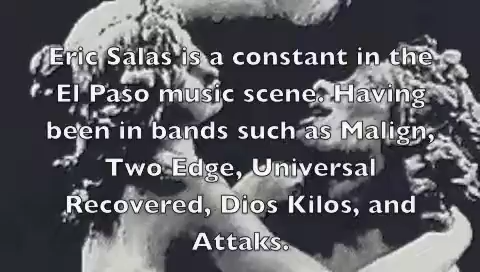 Eric Salas is a constant in the
El Paso music scene. Having
been in bands such as Malign,
Two Edge, Universal
Recovered, Dios Kilos, and
Attaks.